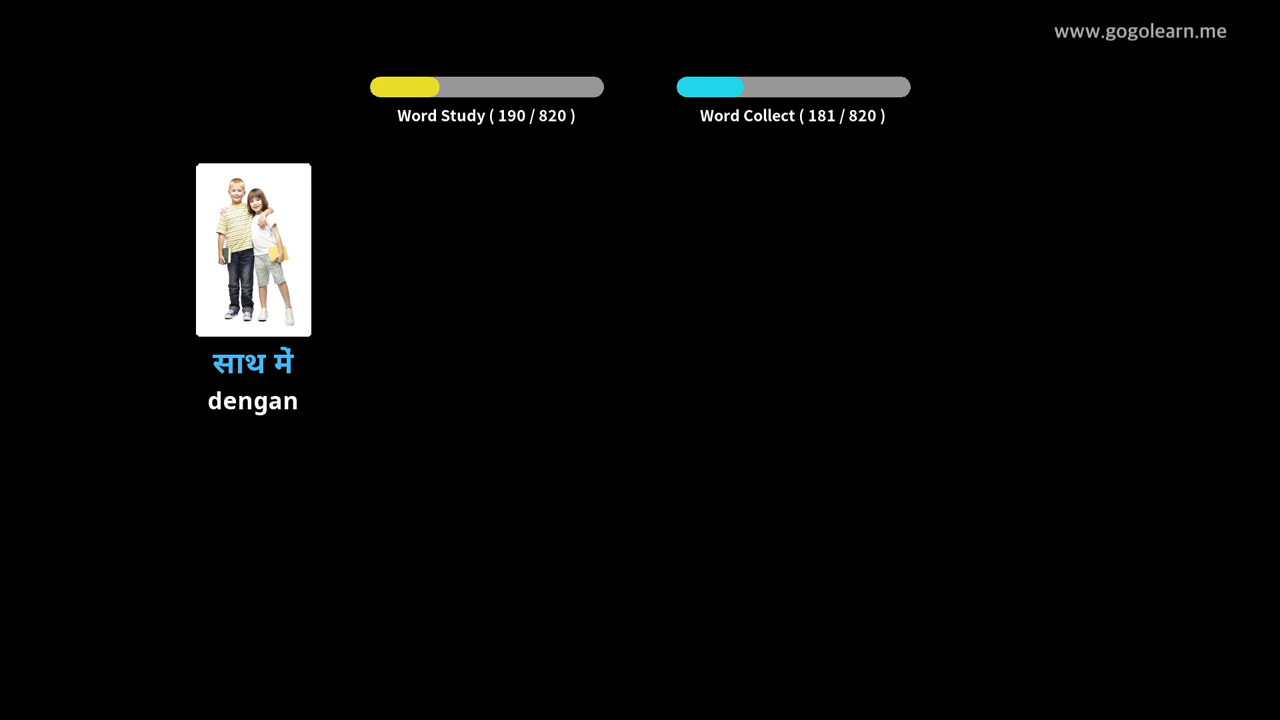 www.gogolearn.me
Word Study ( 190 / 820 )
Word Collect ( 181 / 820 )
साथ में
dengan